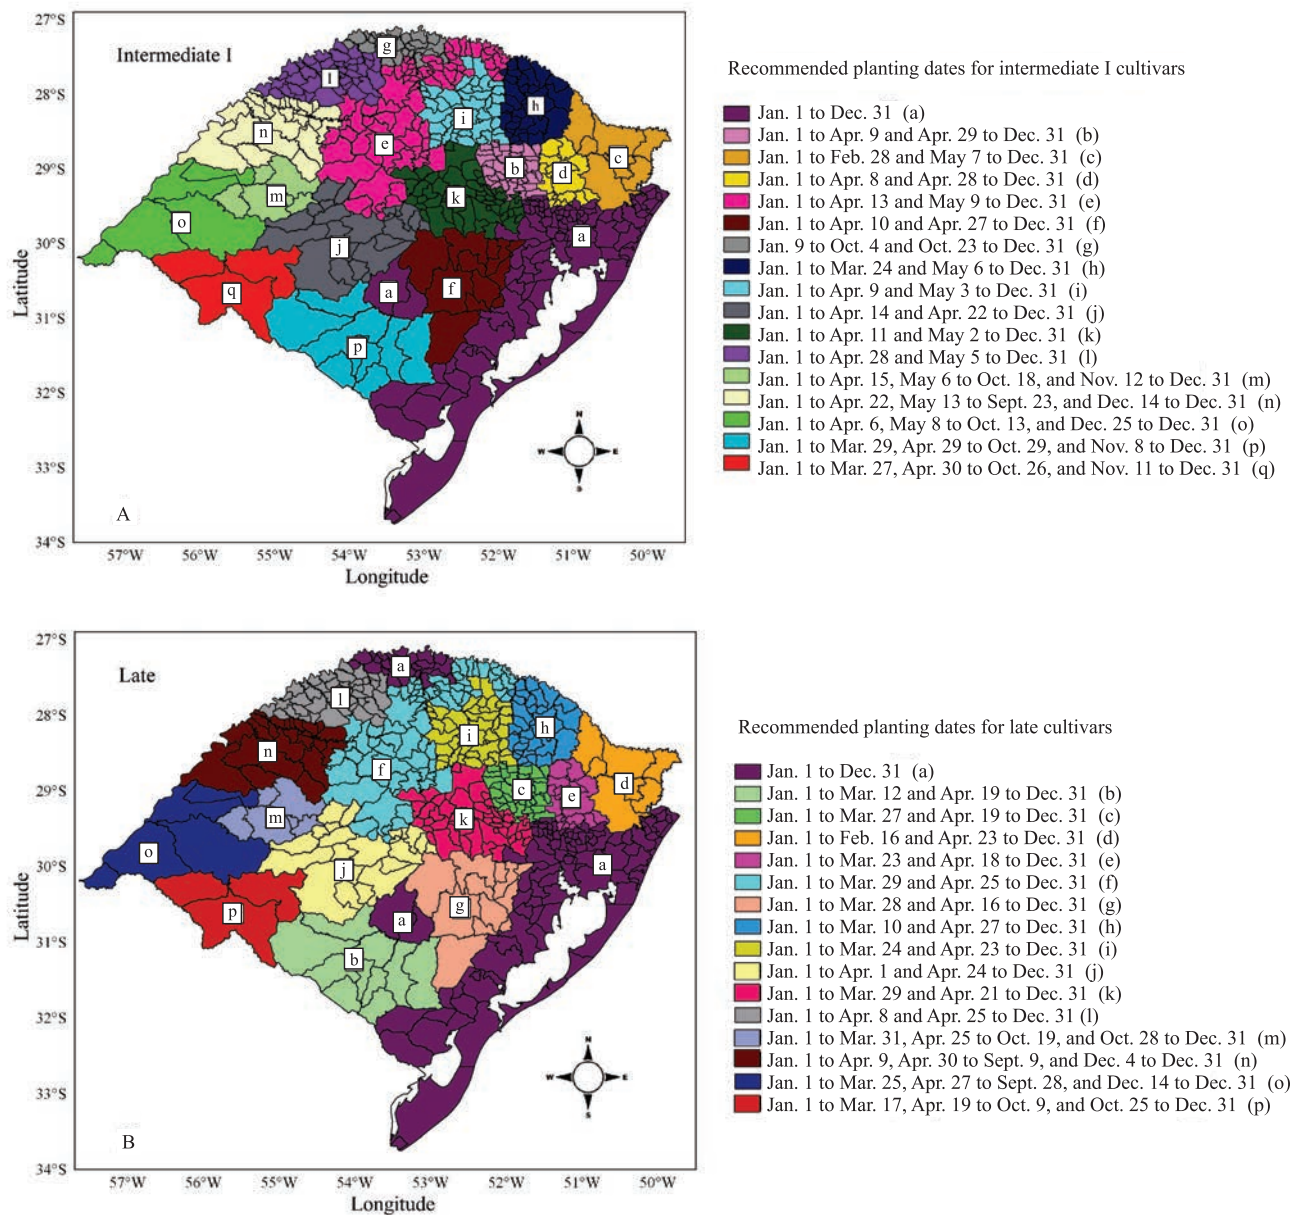 27°S
28°S
29°S
30°S
31°S
32°S
33°S
34°S
Latitude
Intermediate I
g
l
n
e
i
h
c
b
d
m
k
o
j
a
a
f
q
p
N
W
E
S
A
57°W
56°W
55°W
54°W
53°W
52°W
51°W
50°W
Longitude
Recommended planting dates for intermediate I cultivars
Jan. 1 to Dec. 31 (a)
Jan. 1 to Apr. 9 and Apr. 29 to Dec. 31 (b)
Jan. 1 to Feb. 28 and May 7 to Dec. 31 (c)
Jan. 1 to Apr. 8 and Apr. 28 to Dec. 31 (d)
Jan. 1 to Apr. 13 and May 9 to Dec. 31 (e)
Jan. 1 to Apr. 10 and Apr. 27 to Dec. 31 (f)
Jan. 9 to Oct. 4 and Oct. 23 to Dec. 31 (g)
Jan. 1 to Mar. 24 and May 6 to Dec. 31 (h)
Jan. 1 to Apr. 9 and May 3 to Dec. 31 (i)
Jan. 1 to Apr. 14 and Apr. 22 to Dec. 31 (j)
Jan. 1 to Apr. 11 and May 2 to Dec. 31 (k)
Jan. 1 to Apr. 28 and May 5 to Dec. 31 (l)
Jan. 1 to Apr. 15, May 6 to Oct. 18, and Nov. 12 to Dec. 31 (m)
Jan. 1 to Apr. 22, May 13 to Sept. 23, and Dec. 14 to Dec. 31 (n)
Jan. 1 to Apr. 6, May 8 to Oct. 13, and Dec. 25 to Dec. 31 (o)
Jan. 1 to Mar. 29, Apr. 29 to Oct. 29, and Nov. 8 to Dec. 31 (p)
Jan. 1 to Mar. 27, Apr. 30 to Oct. 26, and Nov. 11 to Dec. 31 (q)
27°S
28°S
29°S
30°S
31°S
32°S
33°S
34°S
Latitude
Late
a
l
n
i
h
f
d
c
e
m
k
o
j
a
g
p
a
b
N
W
E
S
B
57°W
56°W
55°W
54°W
53°W
52°W
51°W
50°W
Longitude
Recommended planting dates for late cultivars
Jan. 1 to Dec. 31 (a)
Jan. 1 to Mar. 12 and Apr. 19 to Dec. 31 (b)
Jan. 1 to Mar. 27 and Apr. 19 to Dec. 31 (c)
Jan. 1 to Feb. 16 and Apr. 23 to Dec. 31 (d)
Jan. 1 to Mar. 23 and Apr. 18 to Dec. 31 (e)
Jan. 1 to Mar. 29 and Apr. 25 to Dec. 31 (f)
Jan. 1 to Mar. 28 and Apr. 16 to Dec. 31 (g)
Jan. 1 to Mar. 10 and Apr. 27 to Dec. 31 (h)
Jan. 1 to Mar. 24 and Apr. 23 to Dec. 31 (i)
Jan. 1 to Apr. 1 and Apr. 24 to Dec. 31 (j)
Jan. 1 to Mar. 29 and Apr. 21 to Dec. 31 (k)
Jan. 1 to Apr. 8 and Apr. 25 to Dec. 31 (l)
Jan. 1 to Mar. 31, Apr. 25 to Oct. 19, and Oct. 28 to Dec. 31 (m)
Jan. 1 to Apr. 9, Apr. 30 to Sept. 9, and Dec. 4 to Dec. 31 (n)
Jan. 1 to Mar. 25, Apr. 27 to Sept. 28, and Dec. 14 to Dec. 31 (o)
Jan. 1 to Mar. 17, Apr. 19 to Oct. 9, and Oct. 25 to Dec. 31 (p)